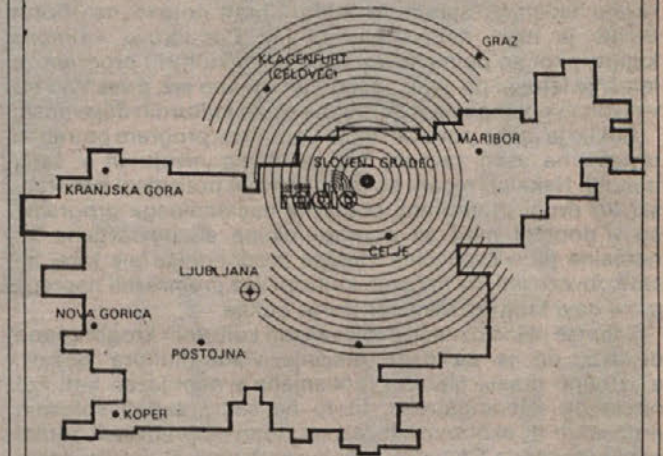 GRAZ
KLAGENFURT
(CELOVEC)
MARIBOR
SLOVENJ GRADEC
KRANJSKA GORA
radio
CELJE
LJUBLJANA
NOVA GORICA
POSTOJNA
KOPER